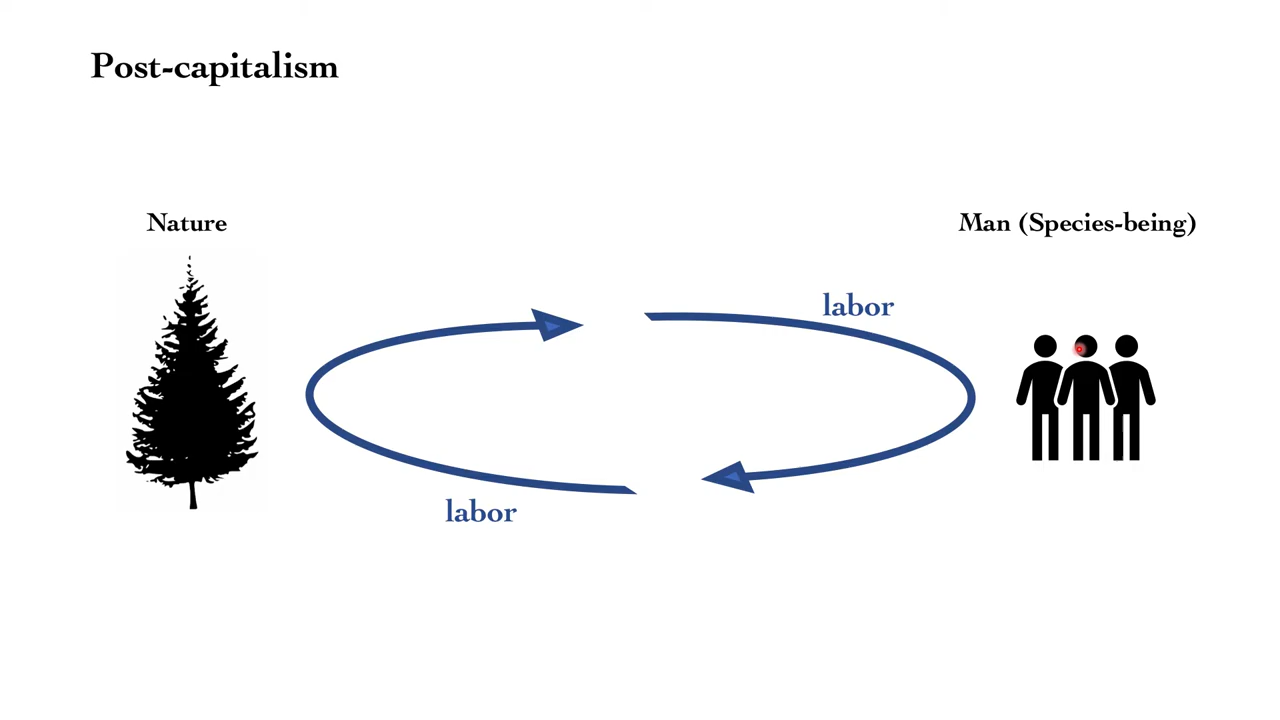 Post-capitalism
Nature
Man (Species-being)
labor
labor